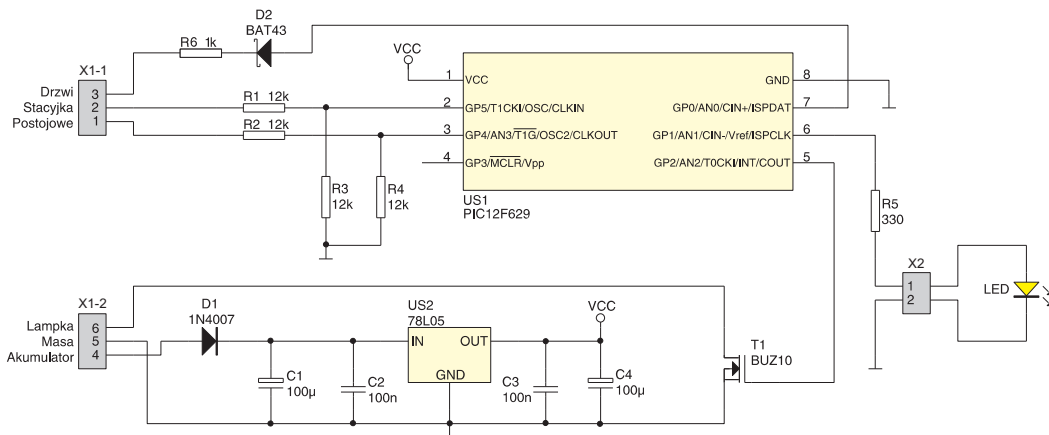 D2
BAT43
R6 1k
X1-1
Drzwi 3
Stacyjka 2
Postojowe 1
R1 12k
R2 12k
R3
12k
R4
12k
VCC
1 VCC
2 GP5/T1CKI/OSC/CLKIN
3 GP4/AN3/T1G/OSC2/CLKOUT
4 GP3/MCLR/Vpp
GND 8
GP0/AN0/CIN+/ISPDAT 7
GP1/AN1/CIN-/Vref/ISPCLK 6
GP2/AN2/T0CKI/INT/COUT 5
US1
PIC12F629
R5
330
X2
1
2
LED
X1-2
Lampka 6
Masa 5
Akumulator 4
D1
1N4007
US2
78L05
IN OUT
GND
VCC
C1
100µ
C2
100n
C3
100n
C4
100µ
T1
BUZ10